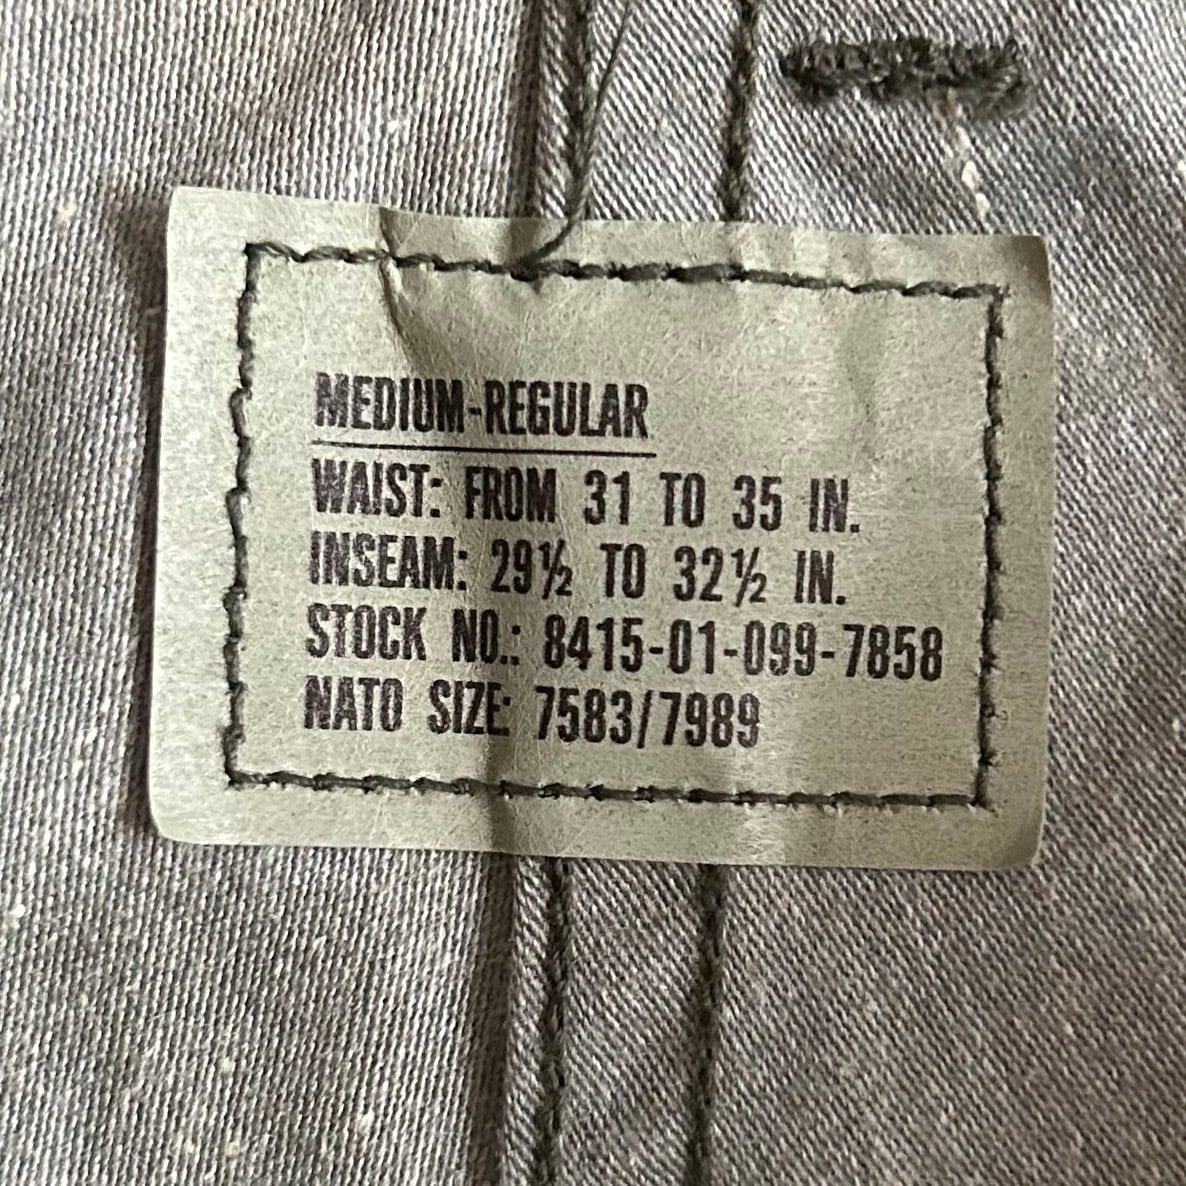 MEDIUM-REGULAR
WAIST: FROM 31 TO 35 IN.
INSEAM: 29½ TO 32½ IN.
STOCK NO.: 8415-01-099-7858
NATO SIZE: 7583/7989